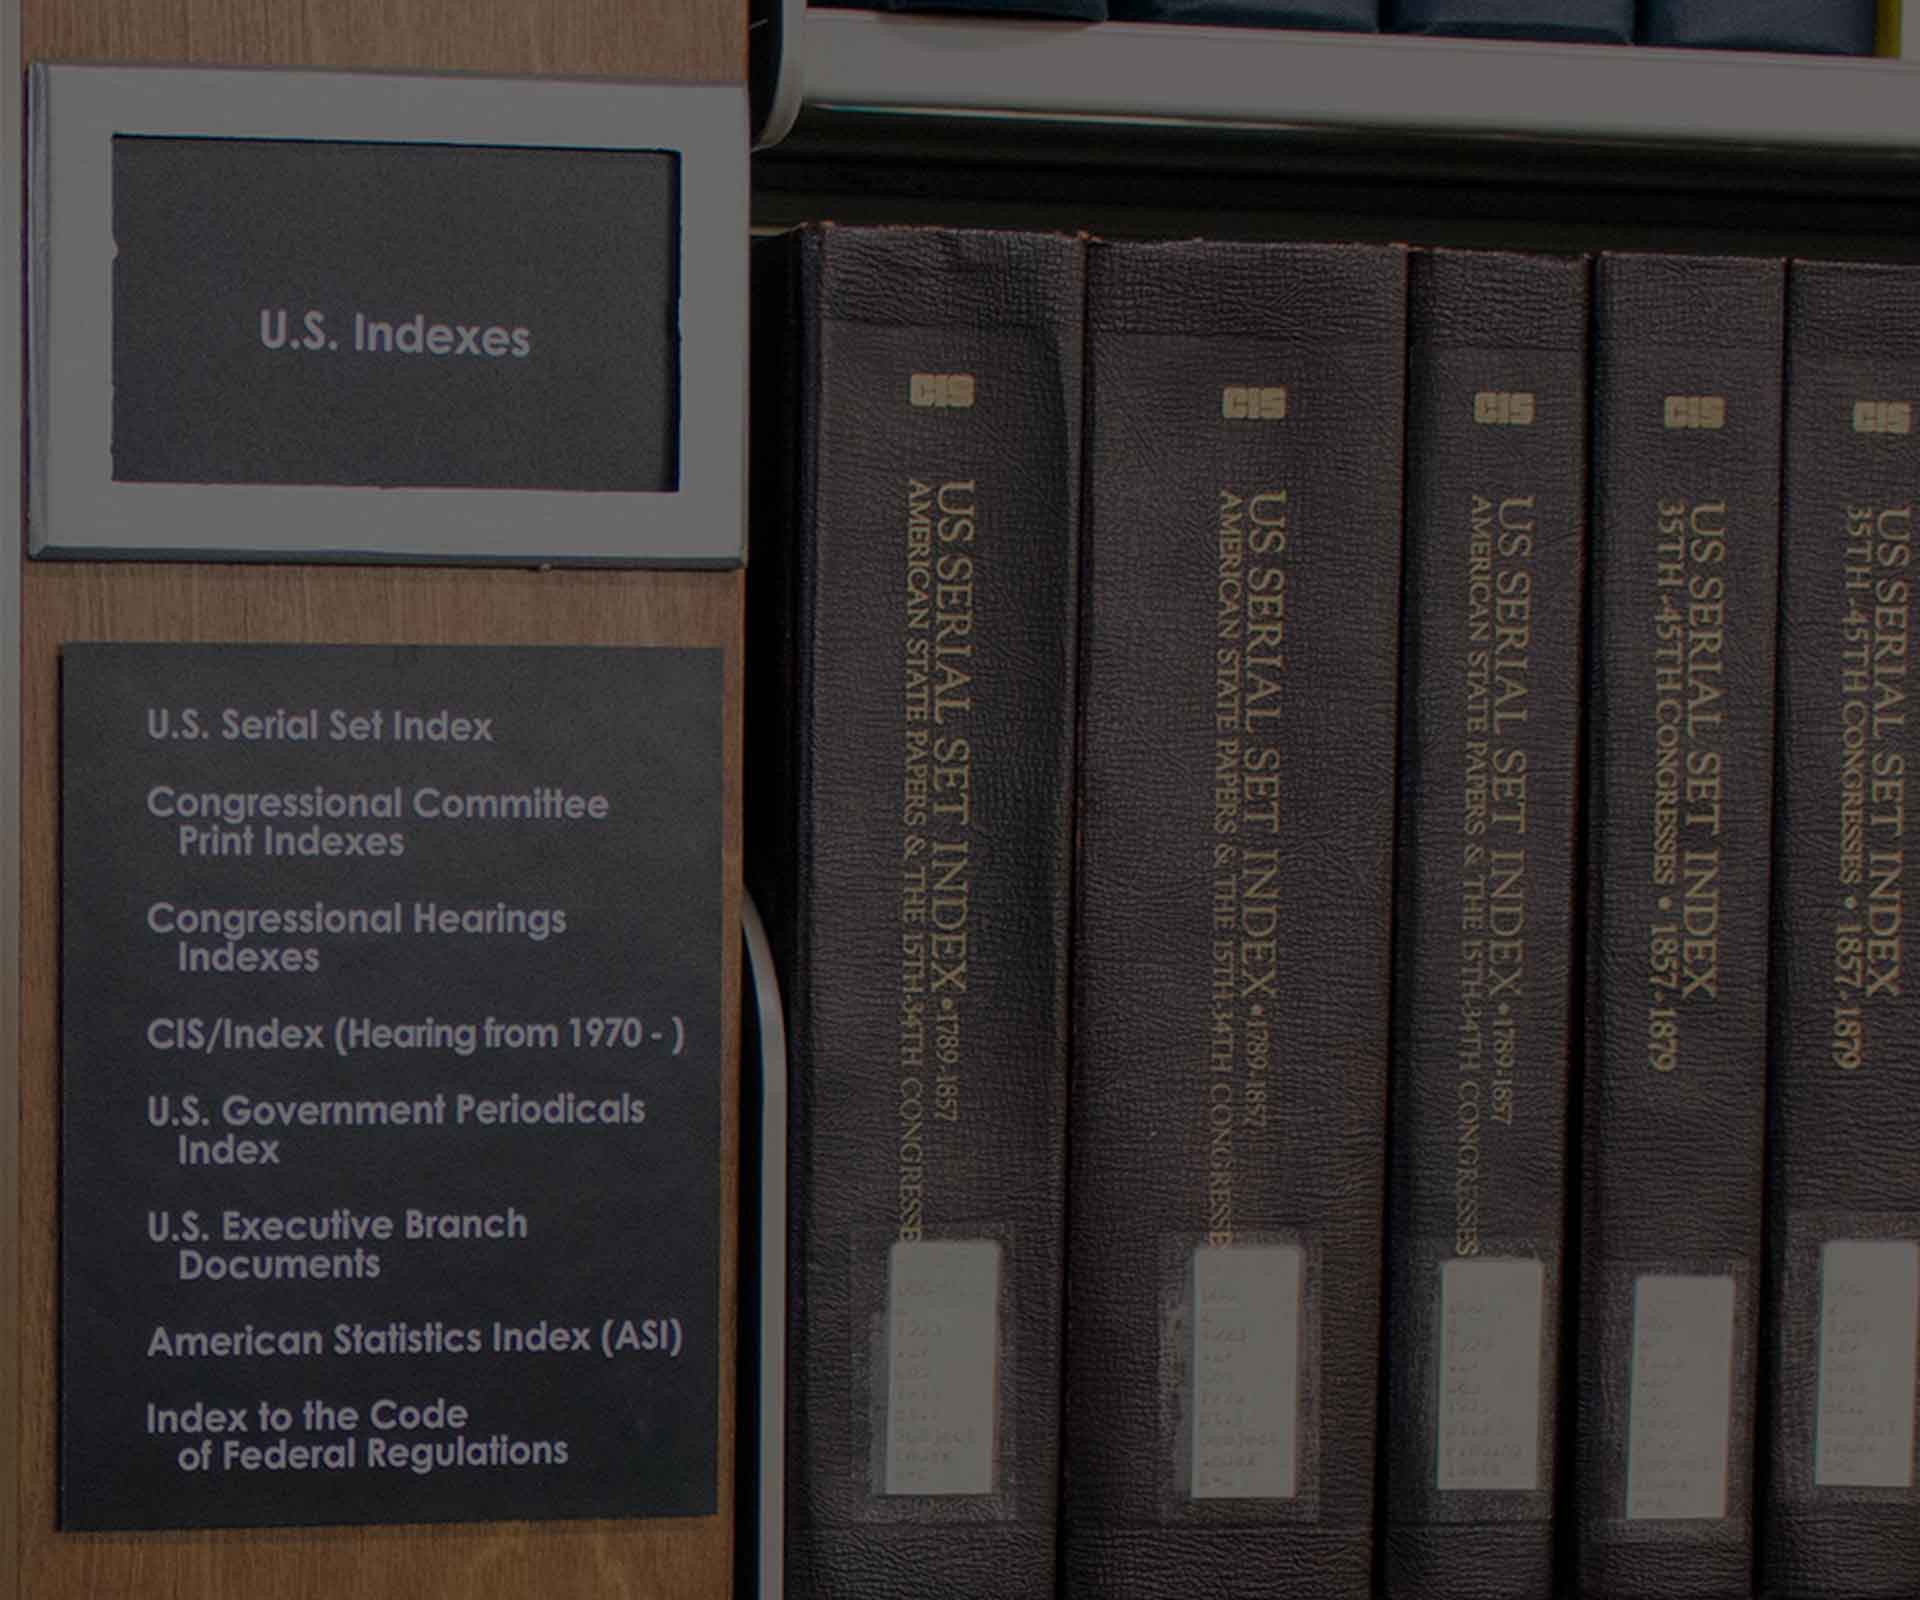 U.S. Indexes
U.S. Serial Set Index
Congressional Committee
Print Indexes
Congressional Hearings
Indexes
CIS/Index (Hearing from 1970 - )
U.S. Government Periodicals
Index
U.S. Executive Branch
Documents
American Statistics Index (ASI)
Index to the Code
of Federal Regulations
CIS
US SERIAL SET INDEX • 1789-1857
AMERICAN STATE PAPERS & THE 15TH-34TH CONGRESSE
CIS
US SERIAL SET INDEX • 1789-1857
AMERICAN STATE PAPERS & THE 15TH-34TH CONGRESSE
CIS
US SERIAL SET INDEX • 1789-1857
AMERICAN STATE PAPERS & THE 15TH-34TH CONGRESSES
CIS
US SERIAL SET INDEX
35TH-45TH CONGRESSES • 1857-1879
CIS
US SERIAL SET INDEX
35TH-45TH CONGRESSES • 1857-1879